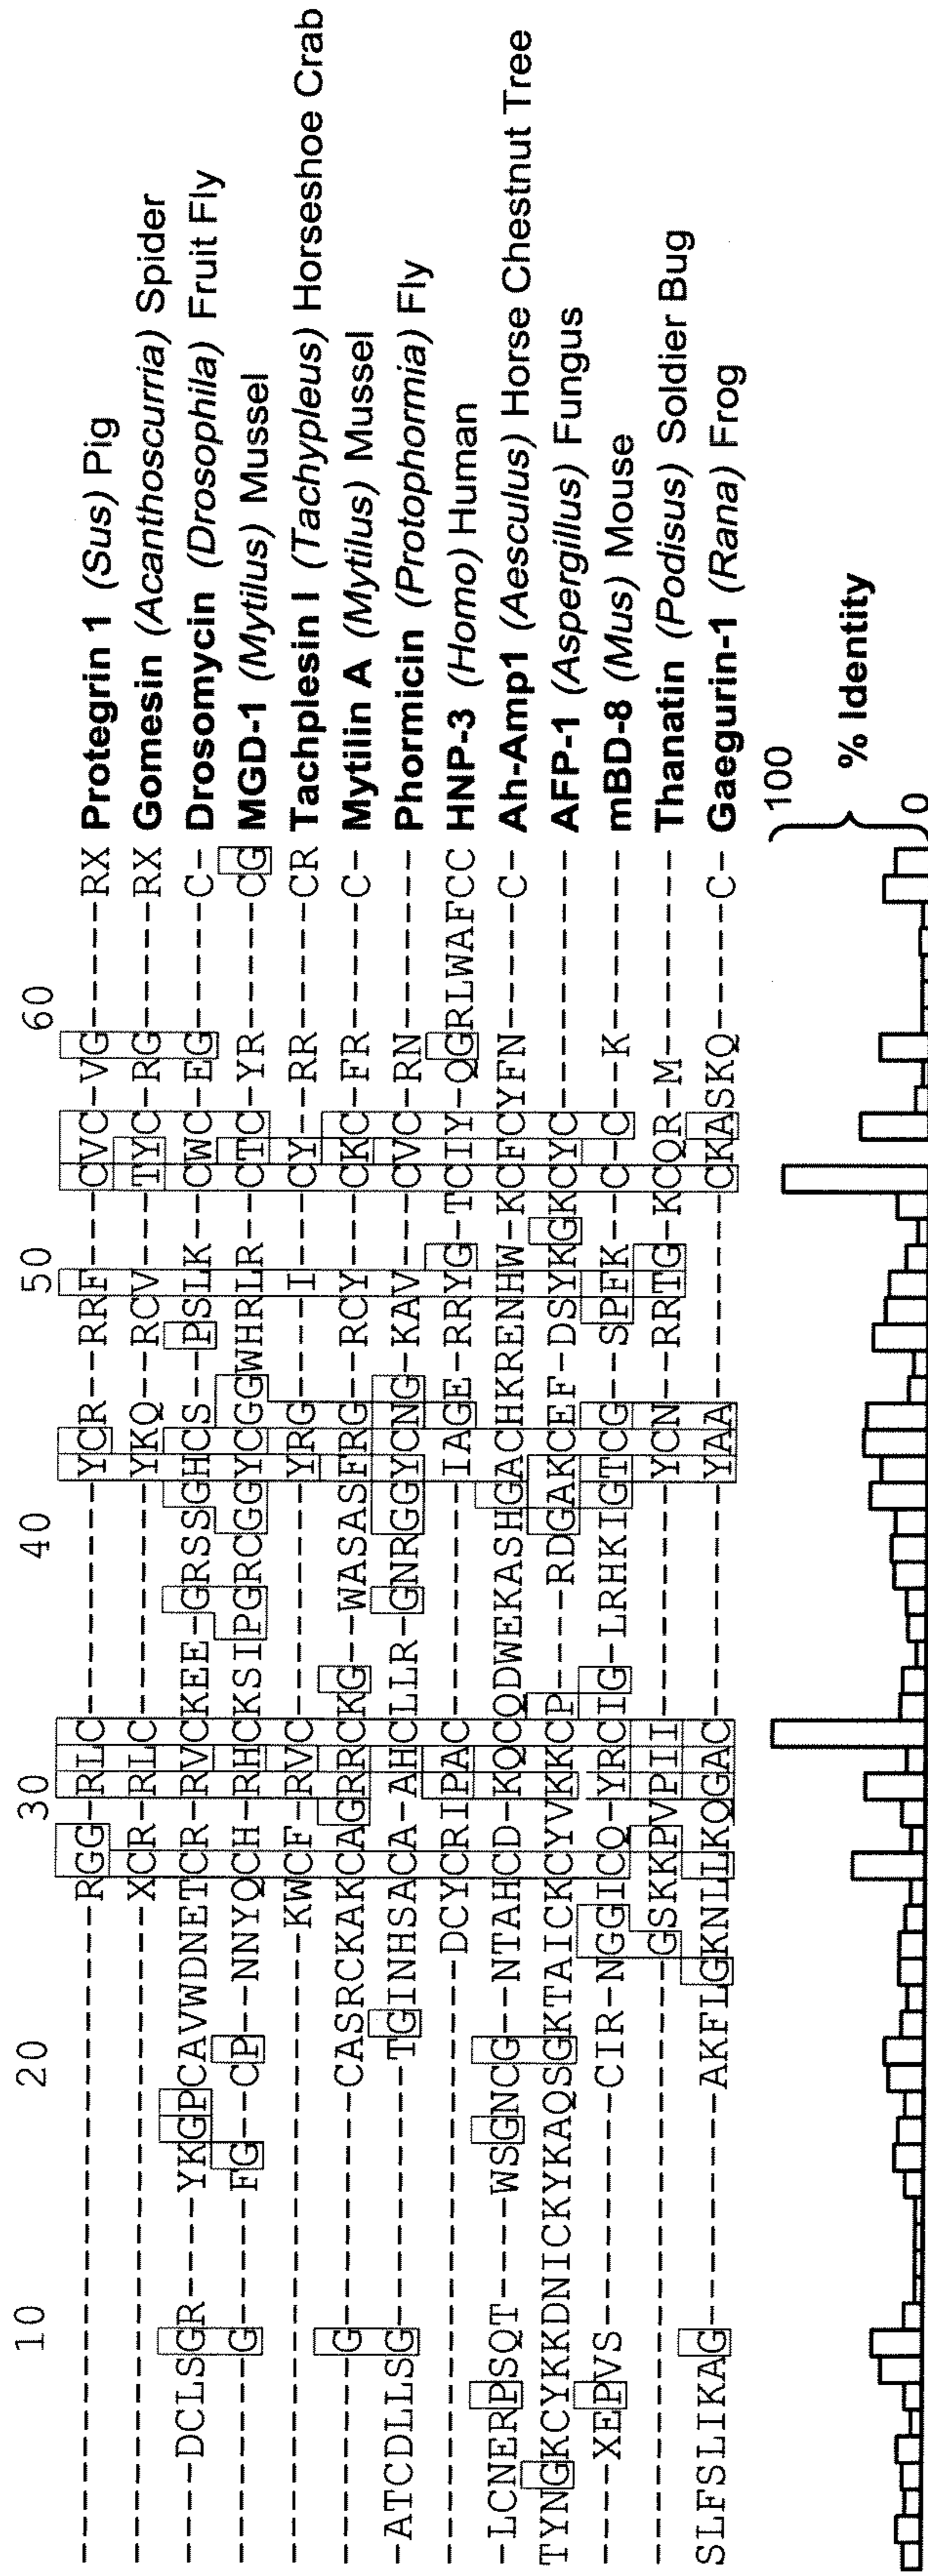 10 20 30 40 50 60
-------------------------RGG-RLC---------YCR--RRF---CVC-VG-----RX Protegrin 1 (Sus) Pig
-------------------------XCR-RLC---------YKQ--RCV---TYC-RG-----RX Gomesin (Acanthoscurria) Spider
----DCLSGR----YKGPCAVWDNETCR-RVCKEE-GRSSGHCS--PSLK--CWC-EG-----C- Drosomycin (Drosophila) Fruit Fly
--------G-----FG--CP--NNYQCH-RHCKSIPGRCGGYCGGWHRLR--CTC-YR-----CG MGD-1 (Mytilus) Mussel
------------------------KWCF-RVC---------YRG----I---CY--RR-----CR Tachplesin I (Tachypleus) Horseshoe Crab
--------G---------CASRCKAKCAGRRCKG--WASASFRG--RCY---CKC-FR-----C- Mytilin A (Mytilus) Mussel
-ATCDLLSG----------TGINHSACA-AHCLLR-GNRGGYCNG-KAV---CVC-RN------- Phormicin (Protophormia) Fly
-----------------------DCYCRIPAC---------IAGE-RRYG-TCIY-QGRLWAFCC HNP-3 (Homo) Human
-LCNERPSQT----WSGNCG--NTAHCD-KQCQDWEKASHGACHKRENHW-KCFCYFN-----C- Ah-Amp1 (Aesculus) Horse Chestnut Tree
TYNGKCYKKDNICKYKAQSGKTAICKCYVKKCP----RDGAKCEF-DSYKGKCYC---------- AFP-1 (Aspergillus) Fungus
----XEPVS---------CIR-NGGICQ-YRCIG-LRHKIGTCG--SPFK--C-C--K------- mBD-8 (Mus) Mouse
-----------------------GSKKPVPII---------YCN--RRTG-KCQR-M-------- Thanatin (Podisus) Soldier Bug
SLFSLIKAG---------AKFLGKNLLKQGAC---------YAA--------CKASKQ-----C- Gaegurin-1 (Rana) Frog
100
% Identity
0